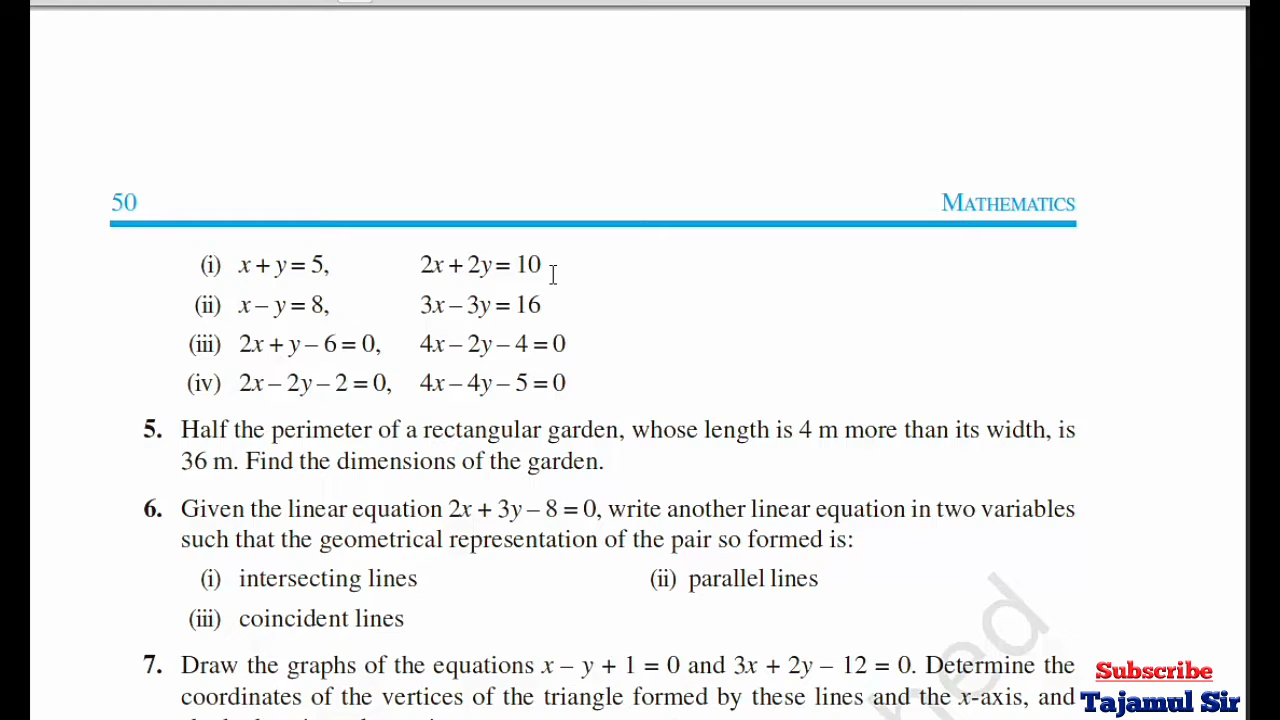 50 MATHEMATICS
(i) x + y = 5, 2x + 2y = 10
(ii) x – y = 8, 3x – 3y = 16
(iii) 2x + y – 6 = 0, 4x – 2y – 4 = 0
(iv) 2x – 2y – 2 = 0, 4x – 4y – 5 = 0
5. Half the perimeter of a rectangular garden, whose length is 4 m more than its width, is
36 m. Find the dimensions of the garden.
6. Given the linear equation 2x + 3y – 8 = 0, write another linear equation in two variables
such that the geometrical representation of the pair so formed is:
(i) intersecting lines (ii) parallel lines
(iii) coincident lines
7. Draw the graphs of the equations x – y + 1 = 0 and 3x + 2y – 12 = 0. Determine the
coordinates of the vertices of the triangle formed by these lines and the x-axis, and
Subscribe
Tajamul Sir